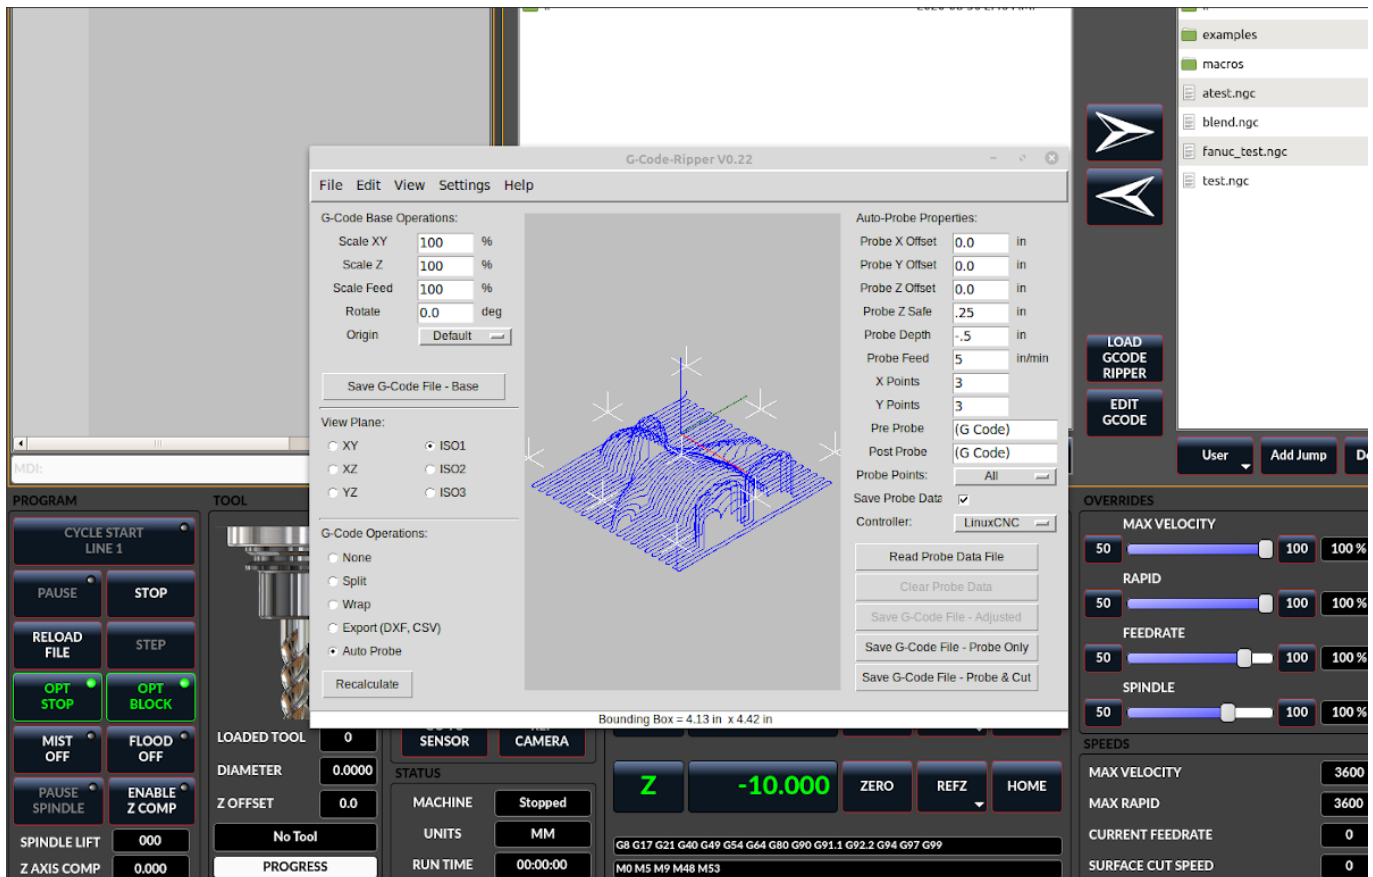 examples
macros
atest.ngc
blend.ngc
fanuc_test.ngc
test.ngc
G-Code-Ripper V0.22
File Edit View Settings Help
G-Code Base Operations:
Scale XY 100 %
Scale Z 100 %
Scale Feed 100 %
Rotate 0.0 deg
Origin Default
Save G-Code File - Base
View Plane:
XY ISO1
XZ ISO2
YZ ISO3
G-Code Operations:
None
Split
Wrap
Export (DXF, CSV)
Auto Probe
Recalculate
Auto-Probe Properties:
Probe X Offset 0.0 in
Probe Y Offset 0.0 in
Probe Z Offset 0.0 in
Probe Z Safe .25 in
Probe Depth -.5 in
Probe Feed 5 in/min
X Points 3
Y Points 3
Pre Probe (G Code)
Post Probe (G Code)
Probe Points: All
Save Probe Data
Controller: LinuxCNC
Read Probe Data File
Clear Probe Data
Save G-Code File - Adjusted
Save G-Code File - Probe Only
Save G-Code File - Probe & Cut
Bounding Box = 4.13 in x 4.42 in
LOAD
GCODE
RIPPER
EDIT
GCODE
User Add Jump
MDI:
PROGRAM
CYCLE START
LINE 1
PAUSE STOP
RELOAD
FILE
STEP
OPT
STOP
OPT
BLOCK
MIST
OFF
FLOOD
OFF
PAUSE
SPINDLE
ENABLE
Z COMP
SPINDLE LIFT 000
Z AXIS COMP 0.000
TOOL
LOADED TOOL 0
DIAMETER 0.0000
Z OFFSET 0.0
No Tool
PROGRESS
SENSOR
CAMERA
STATUS
MACHINE Stopped
UNITS MM
RUN TIME 00:00:00
Z -10.000 ZERO REFZ HOME
G8 G17 G21 G40 G49 G54 G64 G80 G90 G91.1 G92.2 G94 G97 G99
M0 M5 M9 M48 M53
OVERRIDES
MAX VELOCITY
50 100 100 %
RAPID
50 100 100 %
FEEDRATE
50 100 100 %
SPINDLE
50 100 100 %
SPEEDS
MAX VELOCITY 3600
MAX RAPID 3600
CURRENT FEEDRATE 0
SURFACE CUT SPEED 0